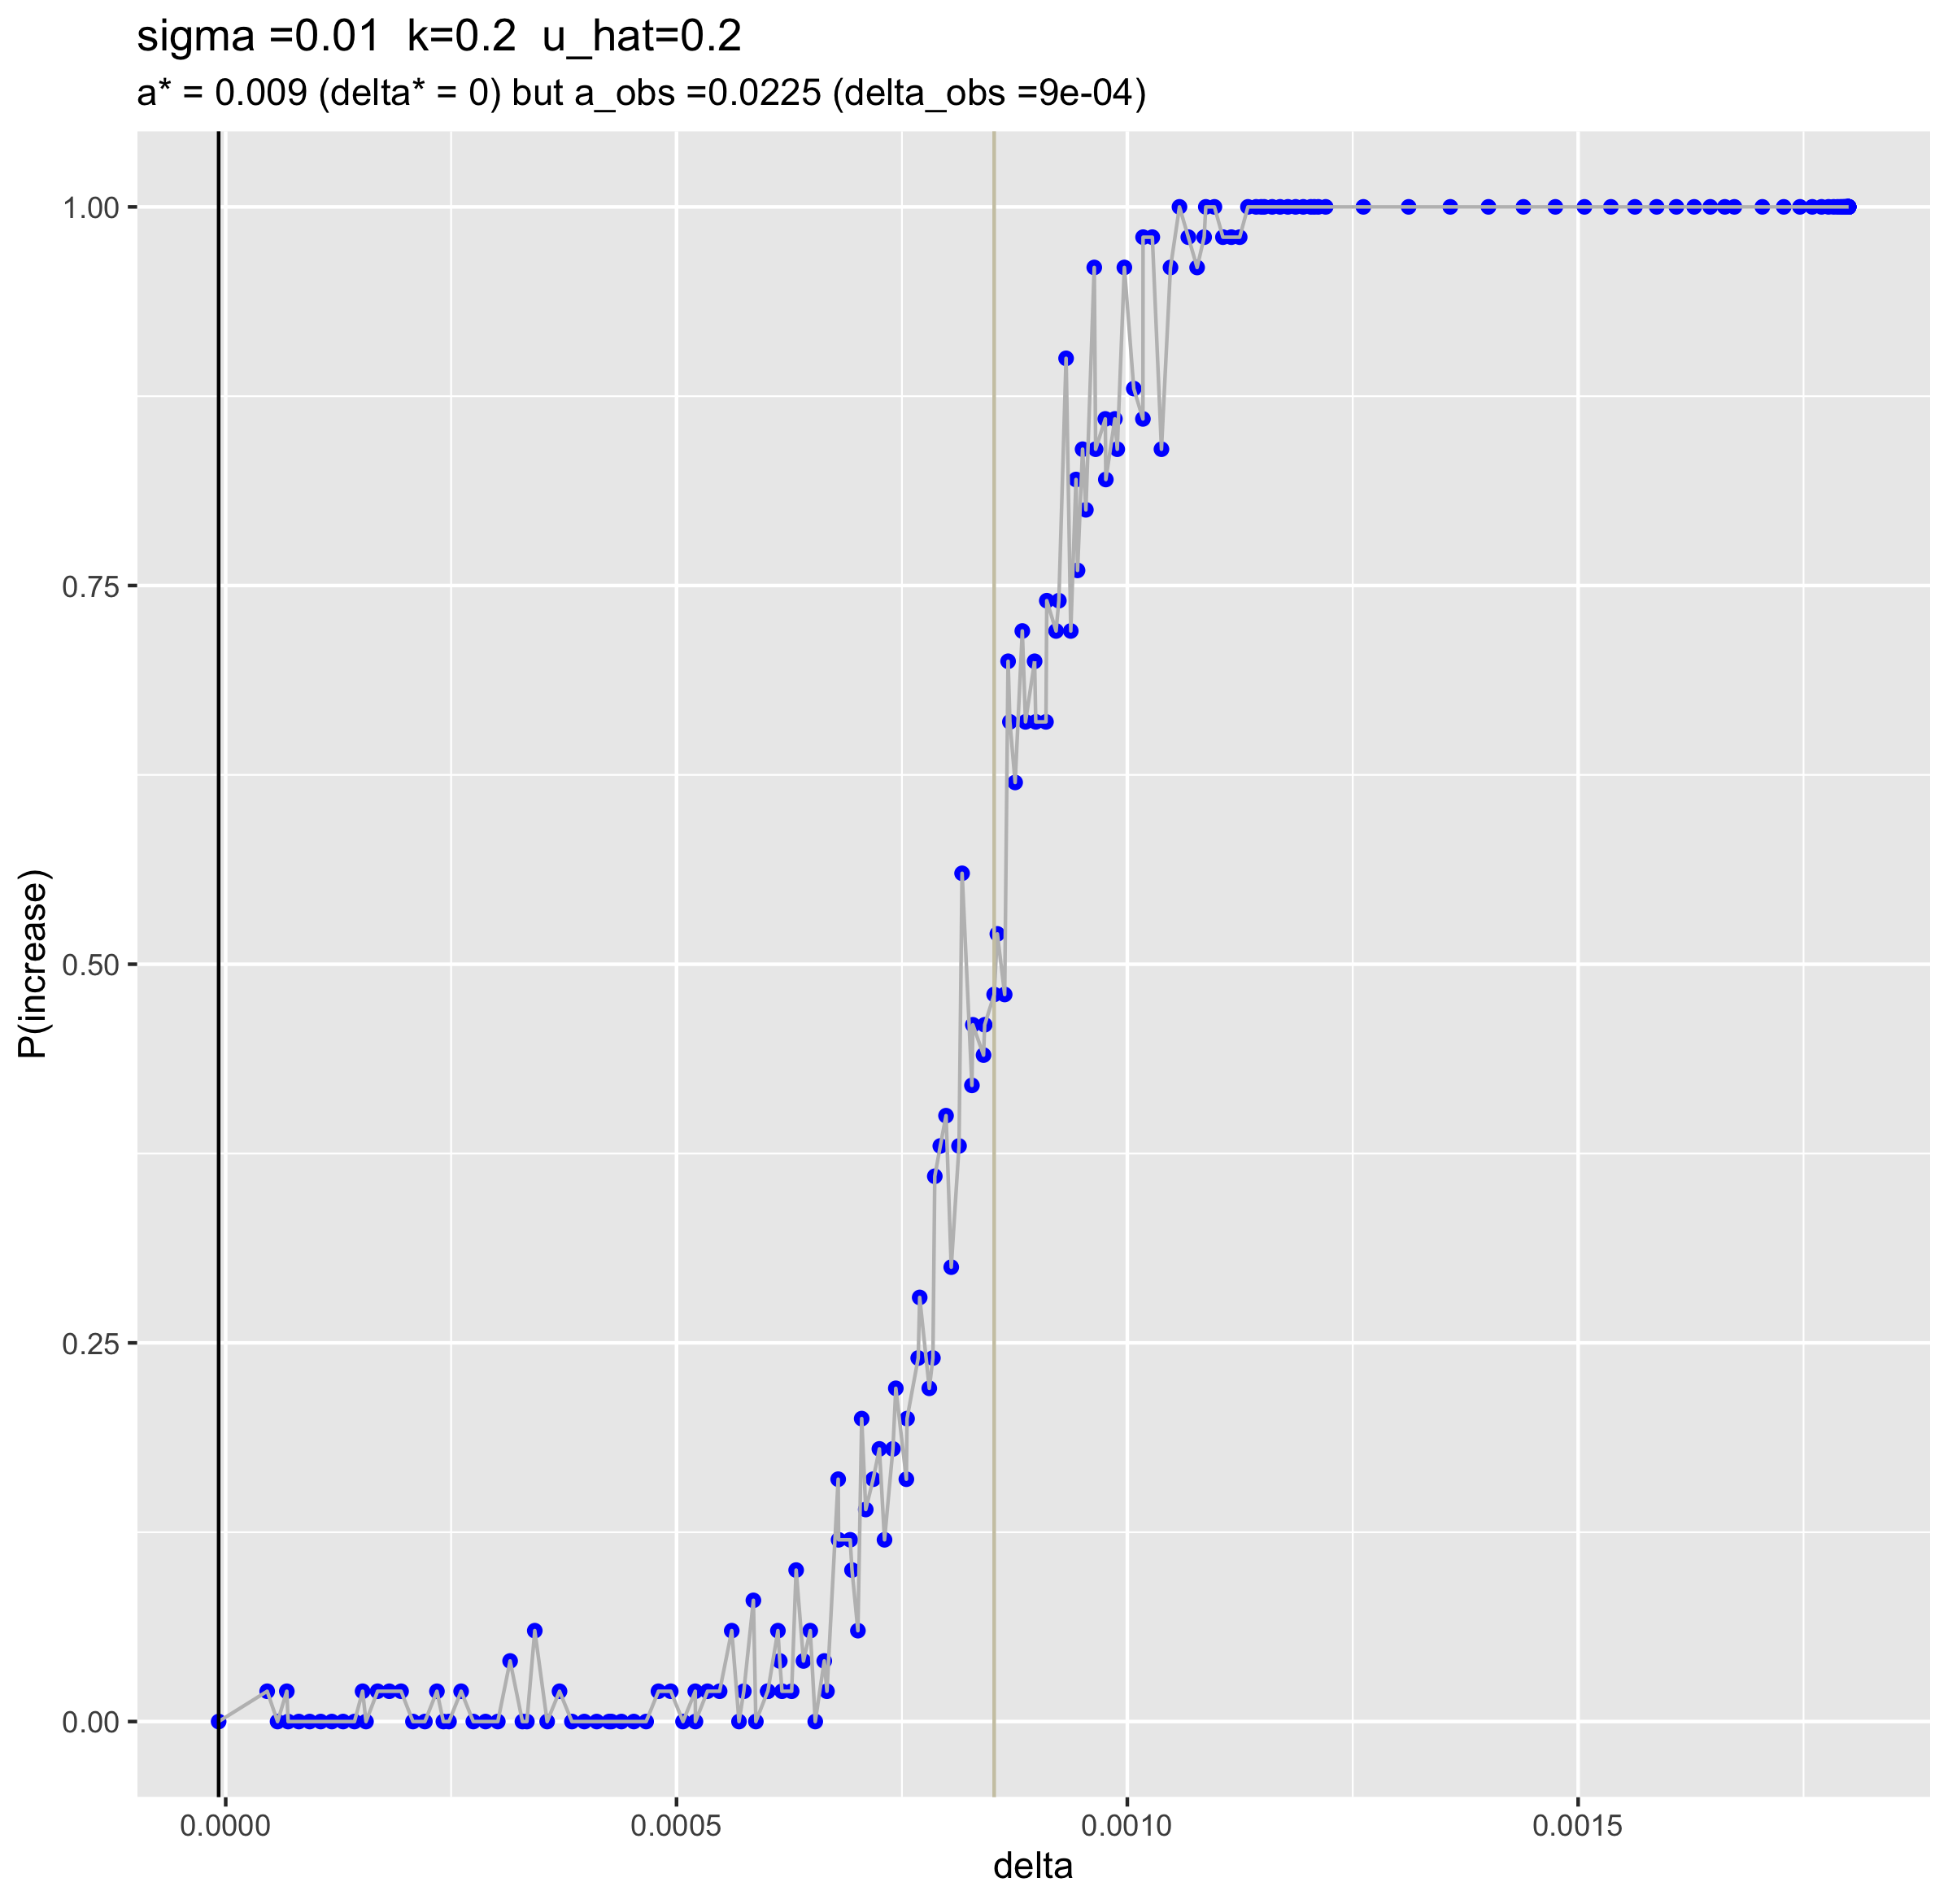 sigma =0.01  k=0.2  u_hat=0.2
a* = 0.009 (delta* = 0) but a_obs =0.0225 (delta_obs =9e-04)
P(increase)
1.00
0.75
0.50
0.25
0.00
0.0000 0.0005 0.0010 0.0015
delta